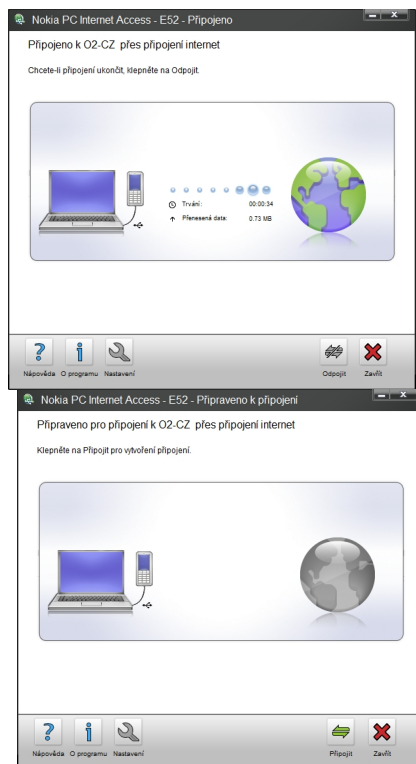 Nokia PC Internet Access - E52 - Připojeno
Připojeno k O2-CZ přes připojení internet
Chcete-li připojení ukončit, klepněte na Odpojit.
Trvání: 00:00:34
Přenesená data: 0.73 MB
Nápověda O programu Nastavení Odpojit Zavřít
Nokia PC Internet Access - E52 - Připraveno k připojení
Připraveno pro připojení k O2-CZ přes připojení internet
Klepněte na Připojit pro vytvoření připojení.
Nápověda O programu Nastavení Připojit Zavřít